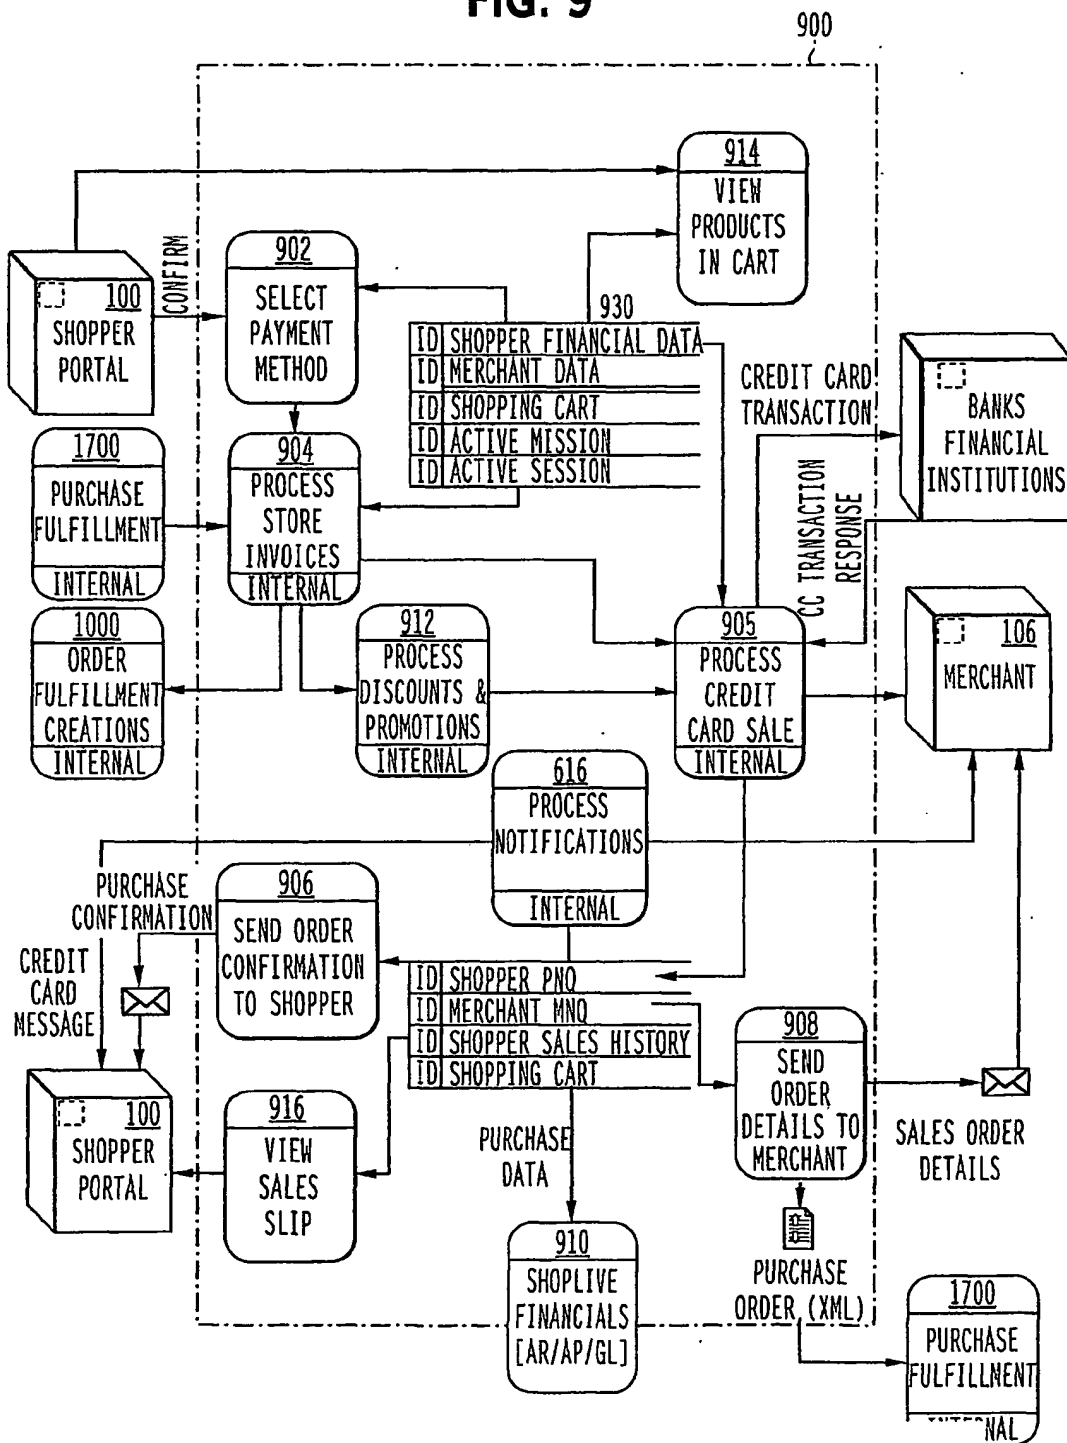 FIG. 9
900
914
VIEW
PRODUCTS
IN CART
CONFIRM
902
SELECT
PAYMENT
METHOD
100
SHOPPER
PORTAL
930
ID SHOPPER FINANCIAL DATA
ID MERCHANT DATA
ID SHOPPING CART
ID ACTIVE MISSION
ID ACTIVE SESSION
CREDIT CARD
TRANSACTION
BANKS
FINANCIAL
INSTITUTIONS
1700
PURCHASE
FULFILLMENT
INTERNAL
904
PROCESS
STORE
INVOICES
INTERNAL
CC TRANSACTION
RESPONSE
1000
ORDER
FULFILLMENT
CREATIONS
INTERNAL
912
PROCESS
DISCOUNTS &
PROMOTIONS
INTERNAL
905
PROCESS
CREDIT
CARD SALE
INTERNAL
106
MERCHANT
616
PROCESS
NOTIFICATIONS
INTERNAL
PURCHASE
CONFIRMATION
906
SEND ORDER
CONFIRMATION
TO SHOPPER
CREDIT
CARD
MESSAGE
ID SHOPPER PNQ
ID MERCHANT MNQ
ID SHOPPER SALES HISTORY
ID SHOPPING CART
908
SEND
ORDER
DETAILS TO
MERCHANT
SALES ORDER
DETAILS
100
SHOPPER
PORTAL
916
VIEW
SALES
SLIP
PURCHASE
DATA
910
SHOPLIVE
FINANCIALS
[AR/AP/GL]
PURCHASE
ORDER (XML)
1700
PURCHASE
FULFILLNENT
NAL